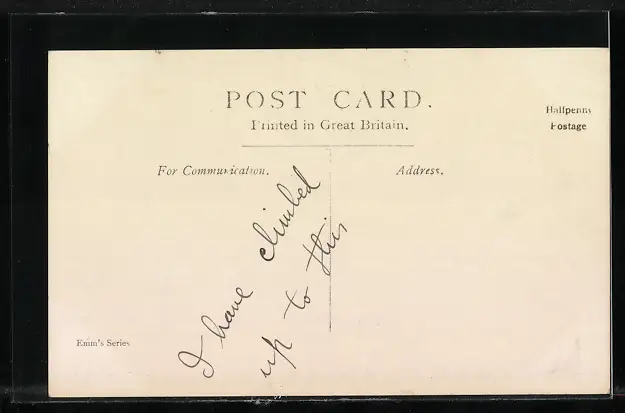 POST CARD.
Printed in Great Britain.
Halfpenny
Postage
For Communication.
Address.
I have climbed
up to this
Emm's Series